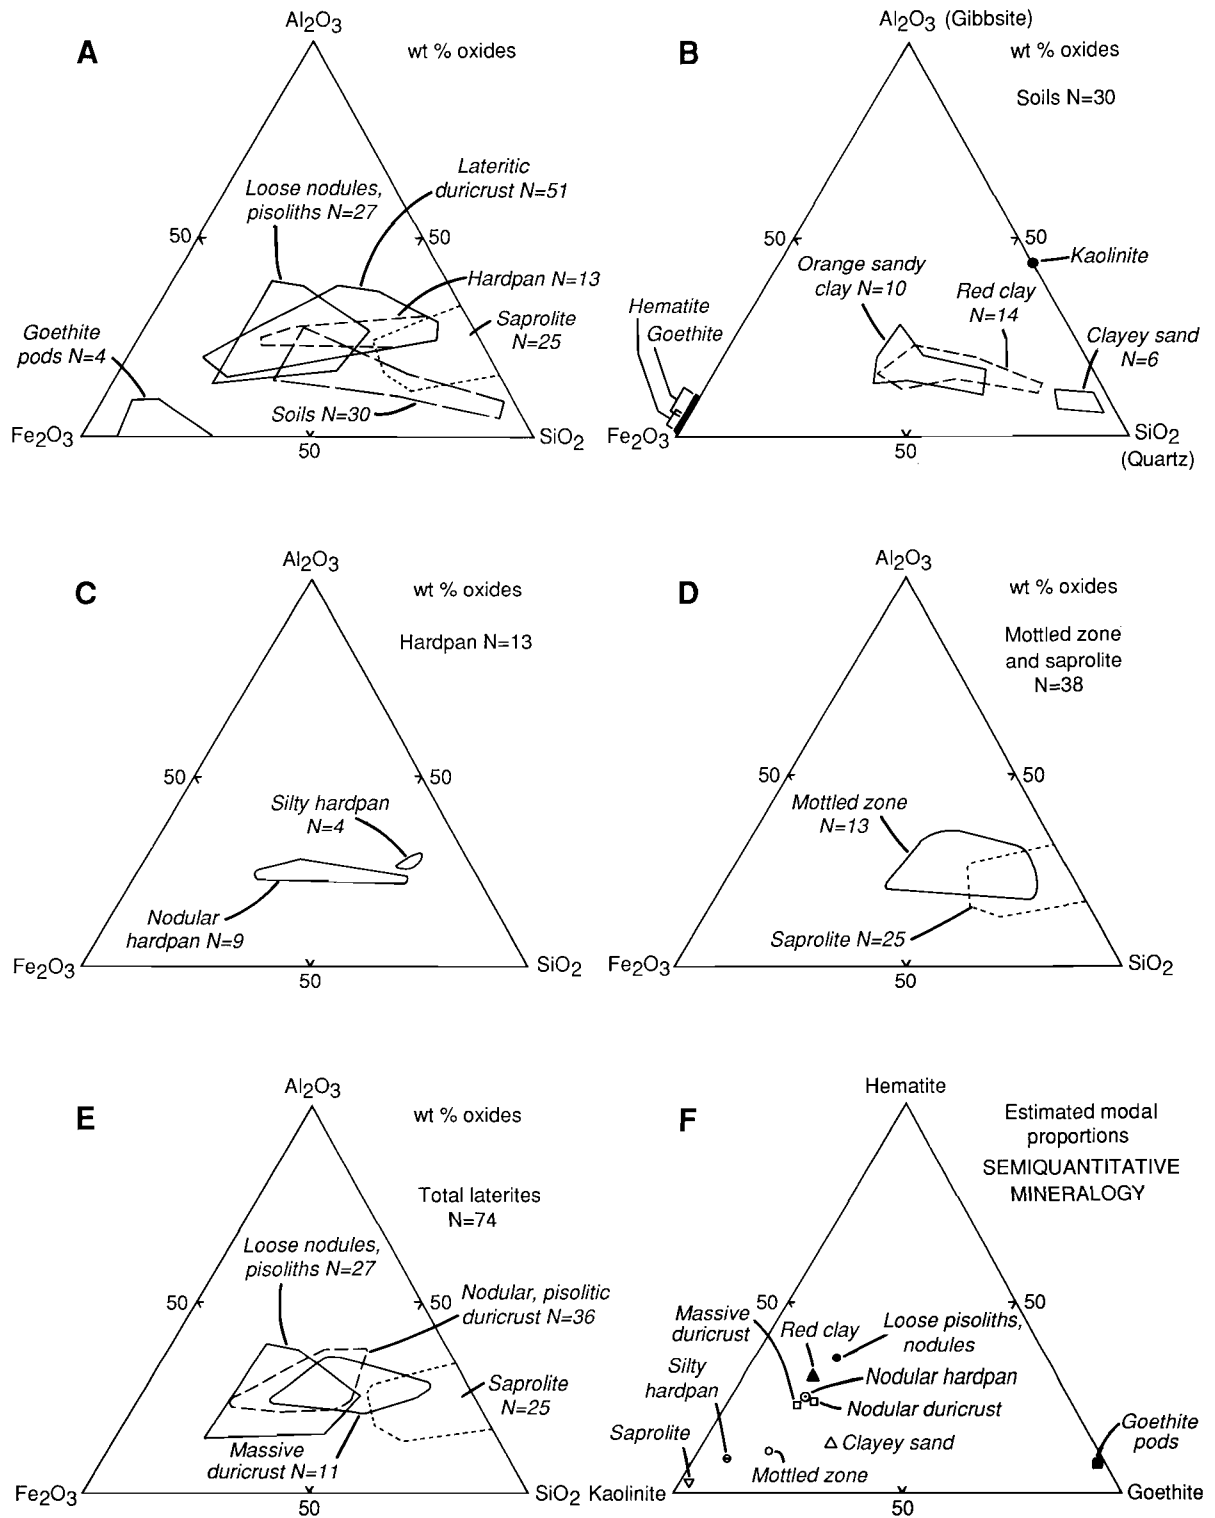 A
Al2O3
wt % oxides
Lateritic
duricrust N=51
Loose nodules,
pisoliths N=27
50
50
Hardpan N=13
Saprolite
N=25
Goethite
pods N=4
Soils N=30
Fe2O3
50
SiO2
B
Al2O3 (Gibbsite)
wt % oxides
Soils N=30
50
50
Kaolinite
Orange sandy
clay N=10
Red clay
N=14
Hematite
Goethite
Clayey sand
N=6
Fe2O3
50
SiO2
(Quartz)
C
Al2O3
wt % oxides
Hardpan N=13
50
50
Silty hardpan
N=4
Nodular
hardpan N=9
Fe2O3
50
SiO2
D
Al2O3
wt % oxides
Mottled zone
and saprolite
N=38
50
50
Mottled zone
N=13
Saprolite N=25
Fe2O3
50
SiO2
E
Al2O3
wt % oxides
Total laterites
N=74
Loose nodules,
pisoliths N=27
50
50
Nodular, pisolitic
duricrust N=36
Saprolite
N=25
Massive
duricrust N=11
Fe2O3
50
SiO2
F
Hematite
Estimated modal
proportions
SEMIQUANTITATIVE
MINERALOGY
50
50
Massive
duricrust
Red clay
Loose pisoliths,
nodules
Silty
hardpan
Nodular hardpan
Nodular duricrust
Saprolite
Clayey sand
Goethite
pods
Mottled zone
Kaolinite
50
Goethite